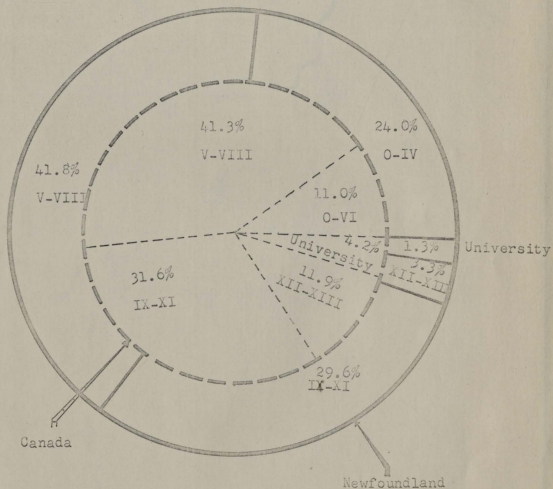 41.3%
V-VIII
24.0%
O-IV
41.8%
V-VIII
11.0%
O-VI
4.2%
University
1.3%
University
3.3%
XII-XIII
11.9%
XII-XIII
31.6%
IX-XI
29.6%
IX-XI
Canada
Newfoundland